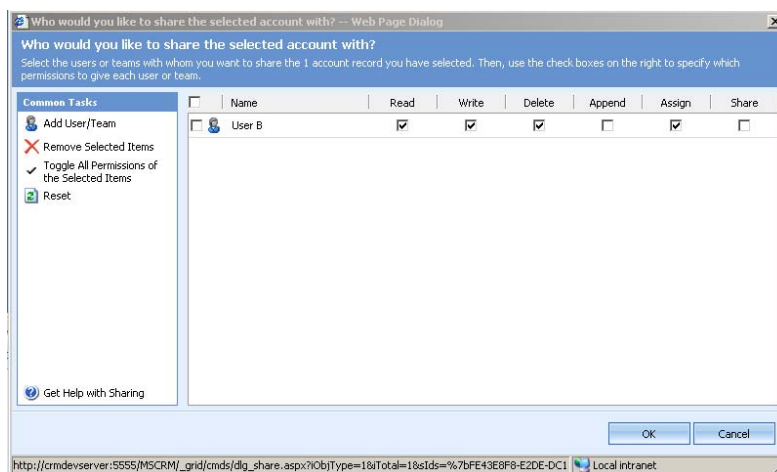 Who would you like to share the selected account with? -- Web Page Dialog
Who would you like to share the selected account with?
Select the users or teams with whom you want to share the 1 account record you have selected. Then, use the check boxes on the right to specify which
permissions to give each user or team.
Common Tasks
Add User/Team
Remove Selected Items
Toggle All Permissions of
the Selected Items
Reset
Get Help with Sharing
Name Read Write Delete Append Assign Share
User B
OK Cancel
http://crmdevserver:5555/MSCRM/_grid/cmds/dlg_share.aspx?iObjType=1&iTotal=1&sIds=%7bFE43E8F8-E2DE-DC1 Local intranet